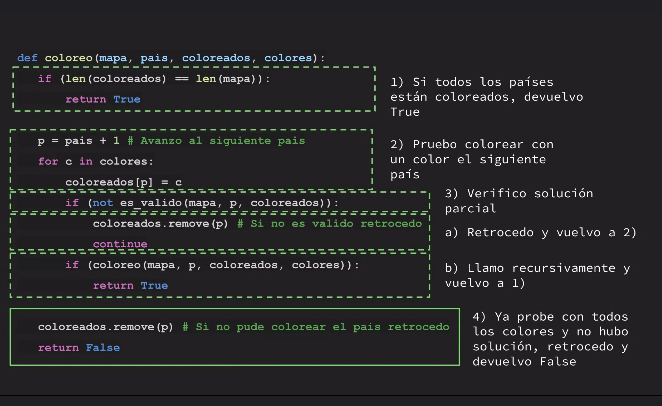 def coloreo(mapa, pais, coloreados, colores):
if (len(coloreados) == len(mapa)):
return True
1) Si todos los países
están coloreados, devuelvo
True
p = pais + 1 # Avanzo al siguiente pais
for c in colores:
coloreados[p] = c
2) Pruebo colorear con
un color el siguiente
país
if (not es_valido(mapa, p, coloreados)):
3) Verifico solución
parcial
coloreados.remove(p) # Si no es valido retrocedo
continue
a) Retrocedo y vuelvo a 2)
if (coloreo(mapa, p, coloreados, colores)):
return True
b) Llamo recursivamente y
vuelvo a 1)
coloreados.remove(p) # Si no pude colorear el pais retrocedo
return False
4) Ya probe con todos
los colores y no hubo
solución, retrocedo y
devuelvo False